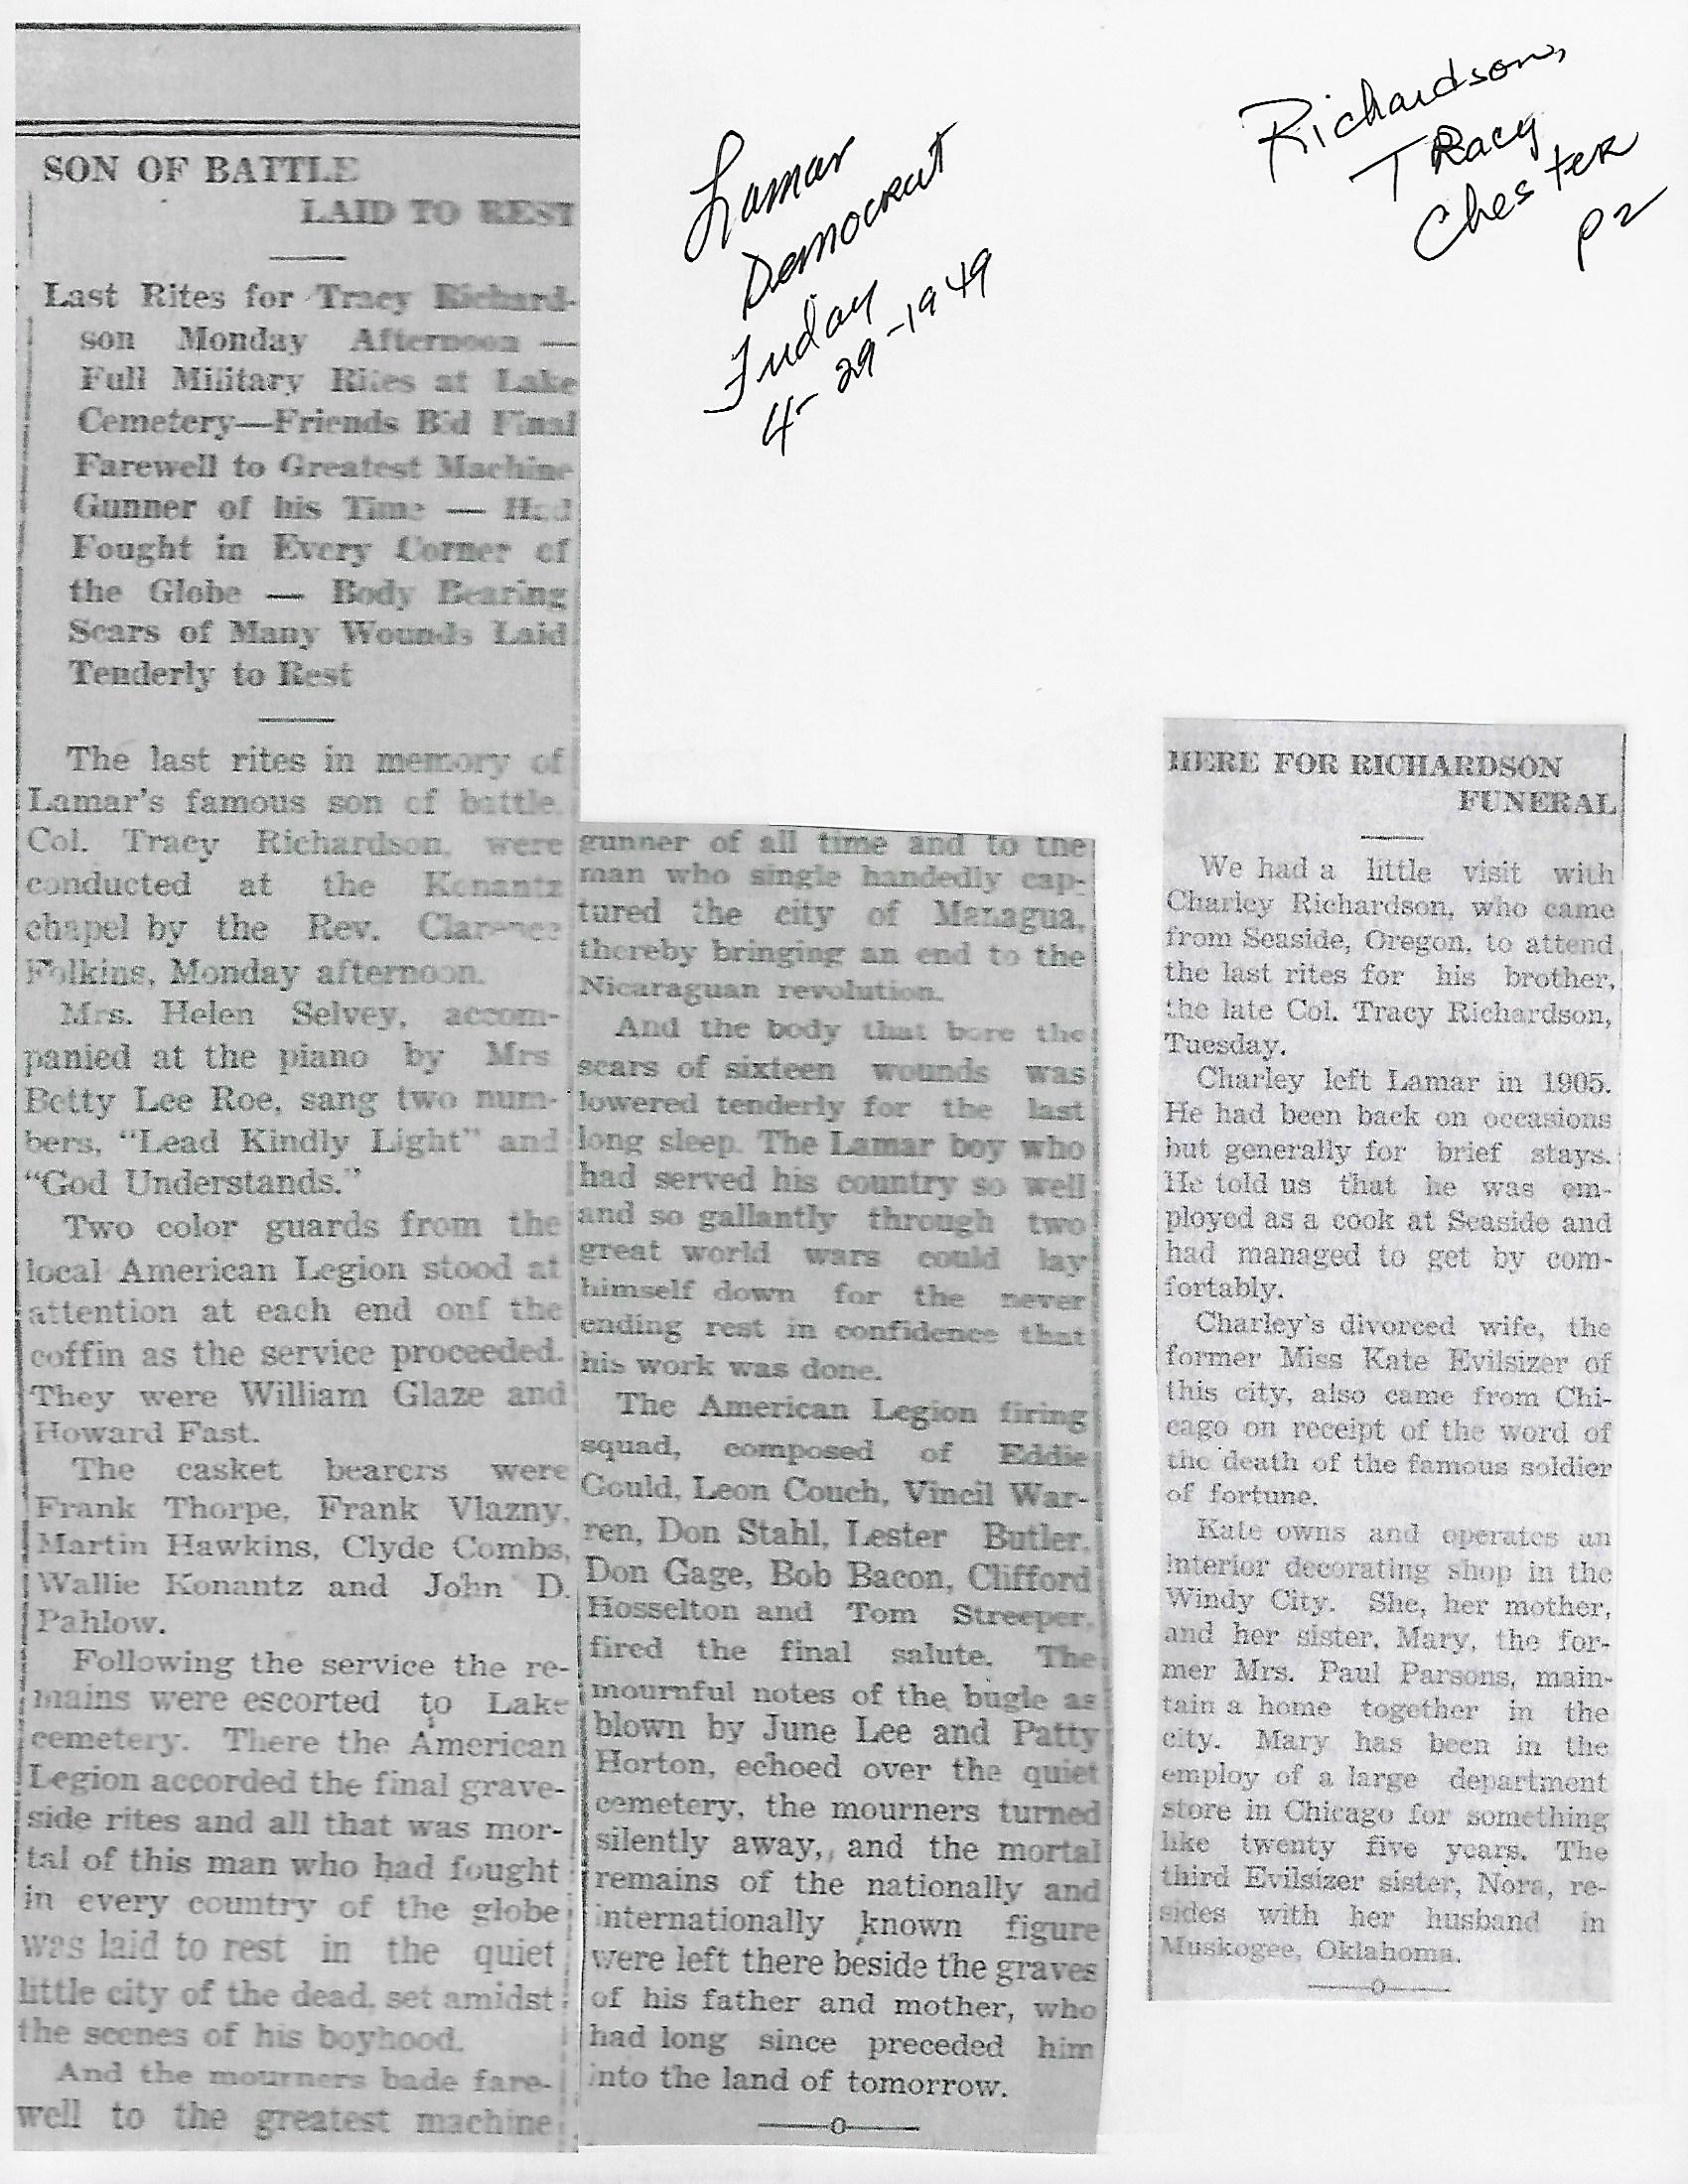 Richardson,
Tracy
Chester
p2
Lamar
Democrat
Friday
4-29-1949
SON OF BATTLE
LAID TO REST
Last Rites for Tracy Richard-
son Monday Afternoon —
Full Military Rites at Lake
Cemetery—Friends Bid Final
Farewell to Greatest Machine
Gunner of his Time — Had
Fought in Every Corner of
the Globe — Body Bearing
Scars of Many Wounds Laid
Tenderly to Rest
The last rites in memory of
Lamar's famous son of battle,
Col. Tracy Richardson, were
conducted at the Konantz
chapel by the Rev. Clarence
Folkins, Monday afternoon.
Mrs. Helen Selvey, accom-
panied at the piano by Mrs
Betty Lee Roe, sang two num-
bers, "Lead Kindly Light" and
"God Understands."
Two color guards from the
local American Legion stood at
attention at each end onf the
coffin as the service proceeded.
They were William Glaze and
Howard Fast.
The casket bearers were
Frank Thorpe, Frank Vlazny,
Martin Hawkins, Clyde Combs,
Wallie Konantz and John D.
Pahlow.
Following the service the re-
mains were escorted to Lake
cemetery. There the American
Legion accorded the final grave-
side rites and all that was mor-
tal of this man who had fought
in every country of the globe
was laid to rest in the quiet
little city of the dead, set amidst
the scenes of his boyhood.
And the mourners bade fare-
well to the greatest machine
gunner of all time and to the
man who single handedly cap-
tured the city of Managua,
thereby bringing an end to the
Nicaraguan revolution.
And the body that bore the
scars of sixteen wounds was
lowered tenderly for the last
long sleep. The Lamar boy who
had served his country so well
and so gallantly through two
great world wars could lay
himself down for the never
ending rest in confidence that
his work was done.
The American Legion firing
squad, composed of Eddie
Gould, Leon Couch, Vincil War-
ren, Don Stahl, Lester Butler,
Don Gage, Bob Bacon, Clifford
Hosselton and Tom Streeper,
fired the final salute. The
mournful notes of the bugle as
blown by June Lee and Patty
Horton, echoed over the quiet
cemetery, the mourners turned
silently away,, and the mortal
remains of the nationally and
internationally known figure
were left there beside the graves
of his father and mother, who
had long since preceded him
into the land of tomorrow.
—o—
HERE FOR RICHARDSON
FUNERAL
We had a little visit with
Charley Richardson, who came
from Seaside, Oregon, to attend
the last rites for his brother,
the late Col. Tracy Richardson,
Tuesday.
Charley left Lamar in 1905.
He had been back on occasions
but generally for brief stays.
He told us that he was em-
ployed as a cook at Seaside and
had managed to get by com-
fortably.
Charley's divorced wife, the
former Miss Kate Evilsizer of
this city, also came from Chi-
cago on receipt of the word of
the death of the famous soldier
of fortune.
Kate owns and operates an
interior decorating shop in the
Windy City. She, her mother,
and her sister, Mary, the for-
mer Mrs. Paul Parsons, main-
tain a home together in the
city. Mary has been in the
employ of a large department
store in Chicago for something
like twenty five years. The
third Evilsizer sister, Nora, re-
sides with her husband in
Muskogee, Oklahoma.
—o—